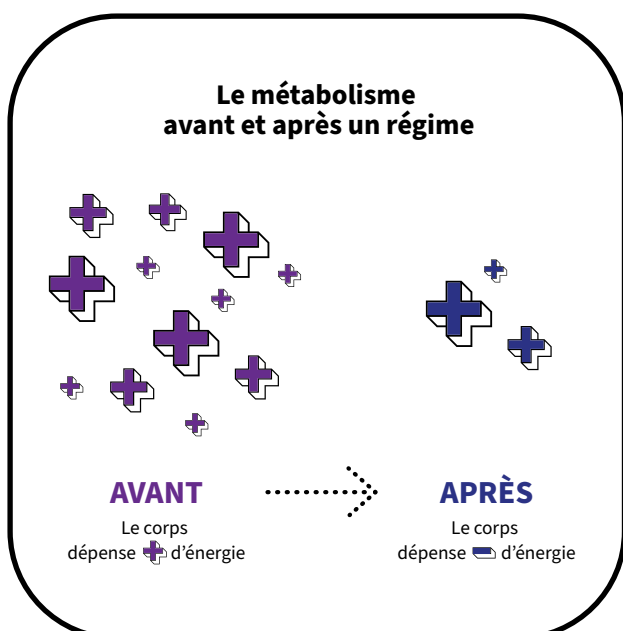 Le métabolisme
avant et après un régime
AVANT
Le corps
dépense + d’énergie
APRÈS
Le corps
dépense - d’énergie